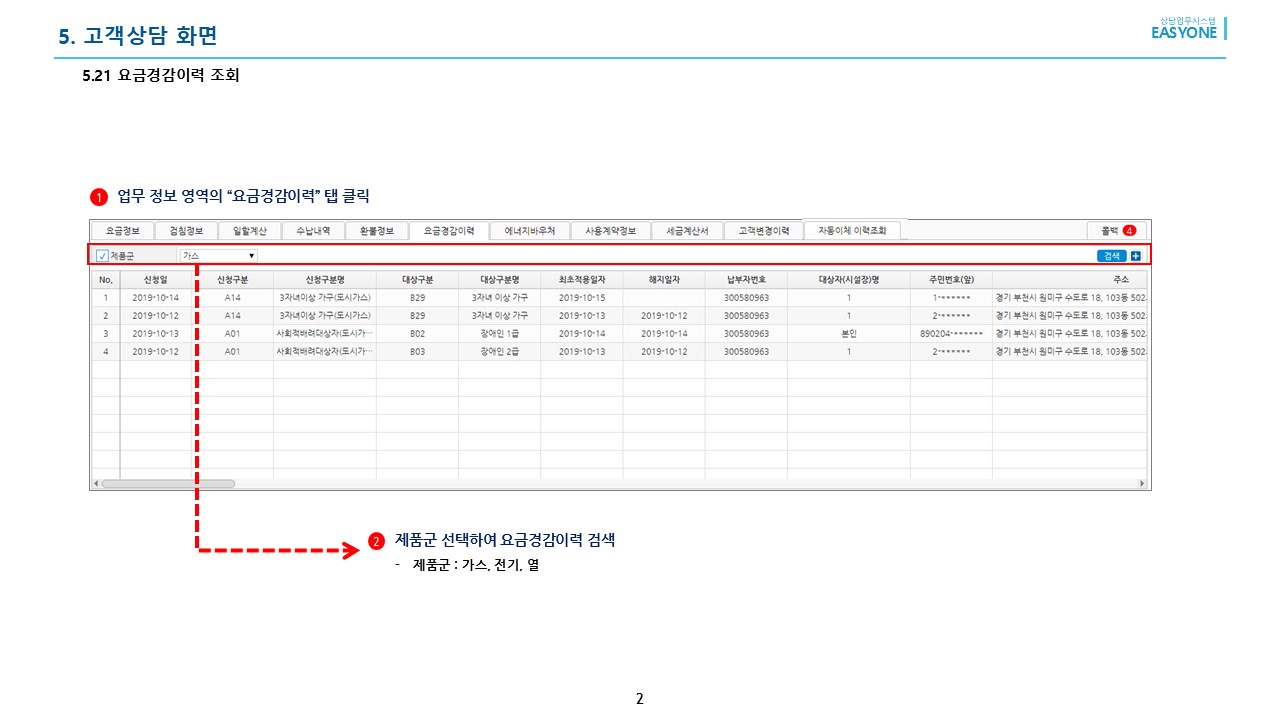 5. 고객상담 화면
상담업무시스템
EASYONE
5.21 요금경감이력 조회
1 업무 정보 영역의 “요금경감이력” 탭 클릭
요금정보 검침정보 일할계산 수납내역 환불정보 요금경감이력 에너지바우처 사용계약정보 세금계산서 고객변경이력 자동이체 이력조회 콜백 4
✓ 제품군 가스 ▼ 검색
No. 신청일 신청구분 신청구분명 대상구분 대상구분명 최초적용일자 해지일자 납부자번호 대상자(시설장)명 주민번호(앞) 주소
1 2019-10-14 A14 3자녀이상 가구(도시가스) B29 3자녀 이상 가구 2019-10-15 300580963 1 1-****** 경기 부천시 원미구 수도로 18, 103동 502
2 2019-10-12 A14 3자녀이상 가구(도시가스) B29 3자녀 이상 가구 2019-10-13 2019-10-12 300580963 1 2-****** 경기 부천시 원미구 수도로 18, 103동 502
3 2019-10-13 A01 사회적배려대상자(도시가··· B02 장애인 1급 2019-10-14 2019-10-14 300580963 본인 890204-****** 경기 부천시 원미구 수도로 18, 103동 502
4 2019-10-12 A01 사회적배려대상자(도시가··· B03 장애인 2급 2019-10-13 2019-10-12 300580963 1 2-****** 경기 부천시 원미구 수도로 18, 103동 502
2 제품군 선택하여 요금경감이력 검색
- 제품군 : 가스, 전기, 열
2